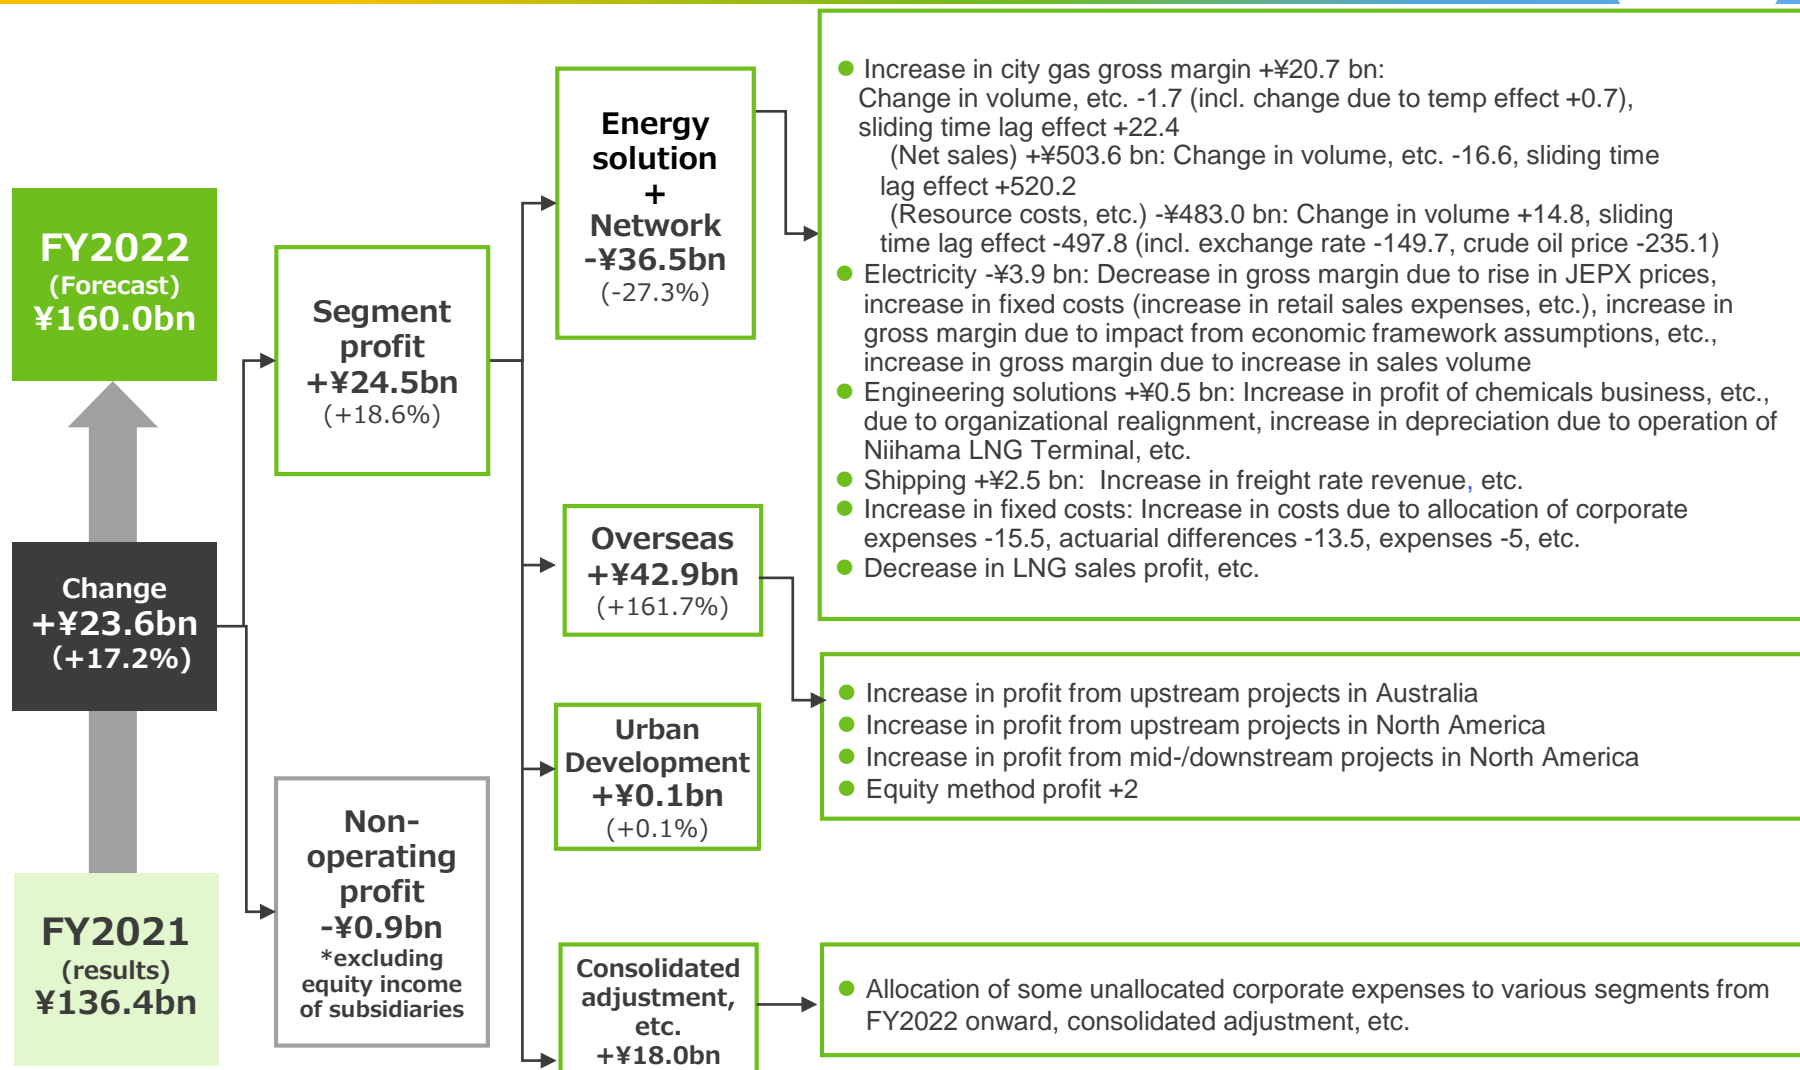 FY2022
(Forecast)
¥160.0bn
Change
+¥23.6bn
(+17.2%)
FY2021
(results)
¥136.4bn
Segment
profit
+¥24.5bn
(+18.6%)
Non-
operating
profit
-¥0.9bn
*excluding
equity income
of subsidiaries
Energy
solution
+
Network
-¥36.5bn
(-27.3%)
Overseas
+¥42.9bn
(+161.7%)
Urban
Development
+¥0.1bn
(+0.1%)
Consolidated
adjustment,
etc.
+¥18.0bn
● Increase in city gas gross margin +¥20.7 bn:
Change in volume, etc. -1.7 (incl. change due to temp effect +0.7),
sliding time lag effect +22.4
(Net sales) +¥503.6 bn: Change in volume, etc. -16.6, sliding time
lag effect +520.2
(Resource costs, etc.) -¥483.0 bn: Change in volume +14.8, sliding
time lag effect -497.8 (incl. exchange rate -149.7, crude oil price -235.1)
● Electricity -¥3.9 bn: Decrease in gross margin due to rise in JEPX prices,
increase in fixed costs (increase in retail sales expenses, etc.), increase in
gross margin due to impact from economic framework assumptions, etc.,
increase in gross margin due to increase in sales volume
● Engineering solutions +¥0.5 bn: Increase in profit of chemicals business, etc.,
due to organizational realignment, increase in depreciation due to operation of
Niihama LNG Terminal, etc.
● Shipping +¥2.5 bn: Increase in freight rate revenue, etc.
● Increase in fixed costs: Increase in costs due to allocation of corporate
expenses -15.5, actuarial differences -13.5, expenses -5, etc.
● Decrease in LNG sales profit, etc.
● Increase in profit from upstream projects in Australia
● Increase in profit from upstream projects in North America
● Increase in profit from mid-/downstream projects in North America
● Equity method profit +2
● Allocation of some unallocated corporate expenses to various segments from
FY2022 onward, consolidated adjustment, etc.